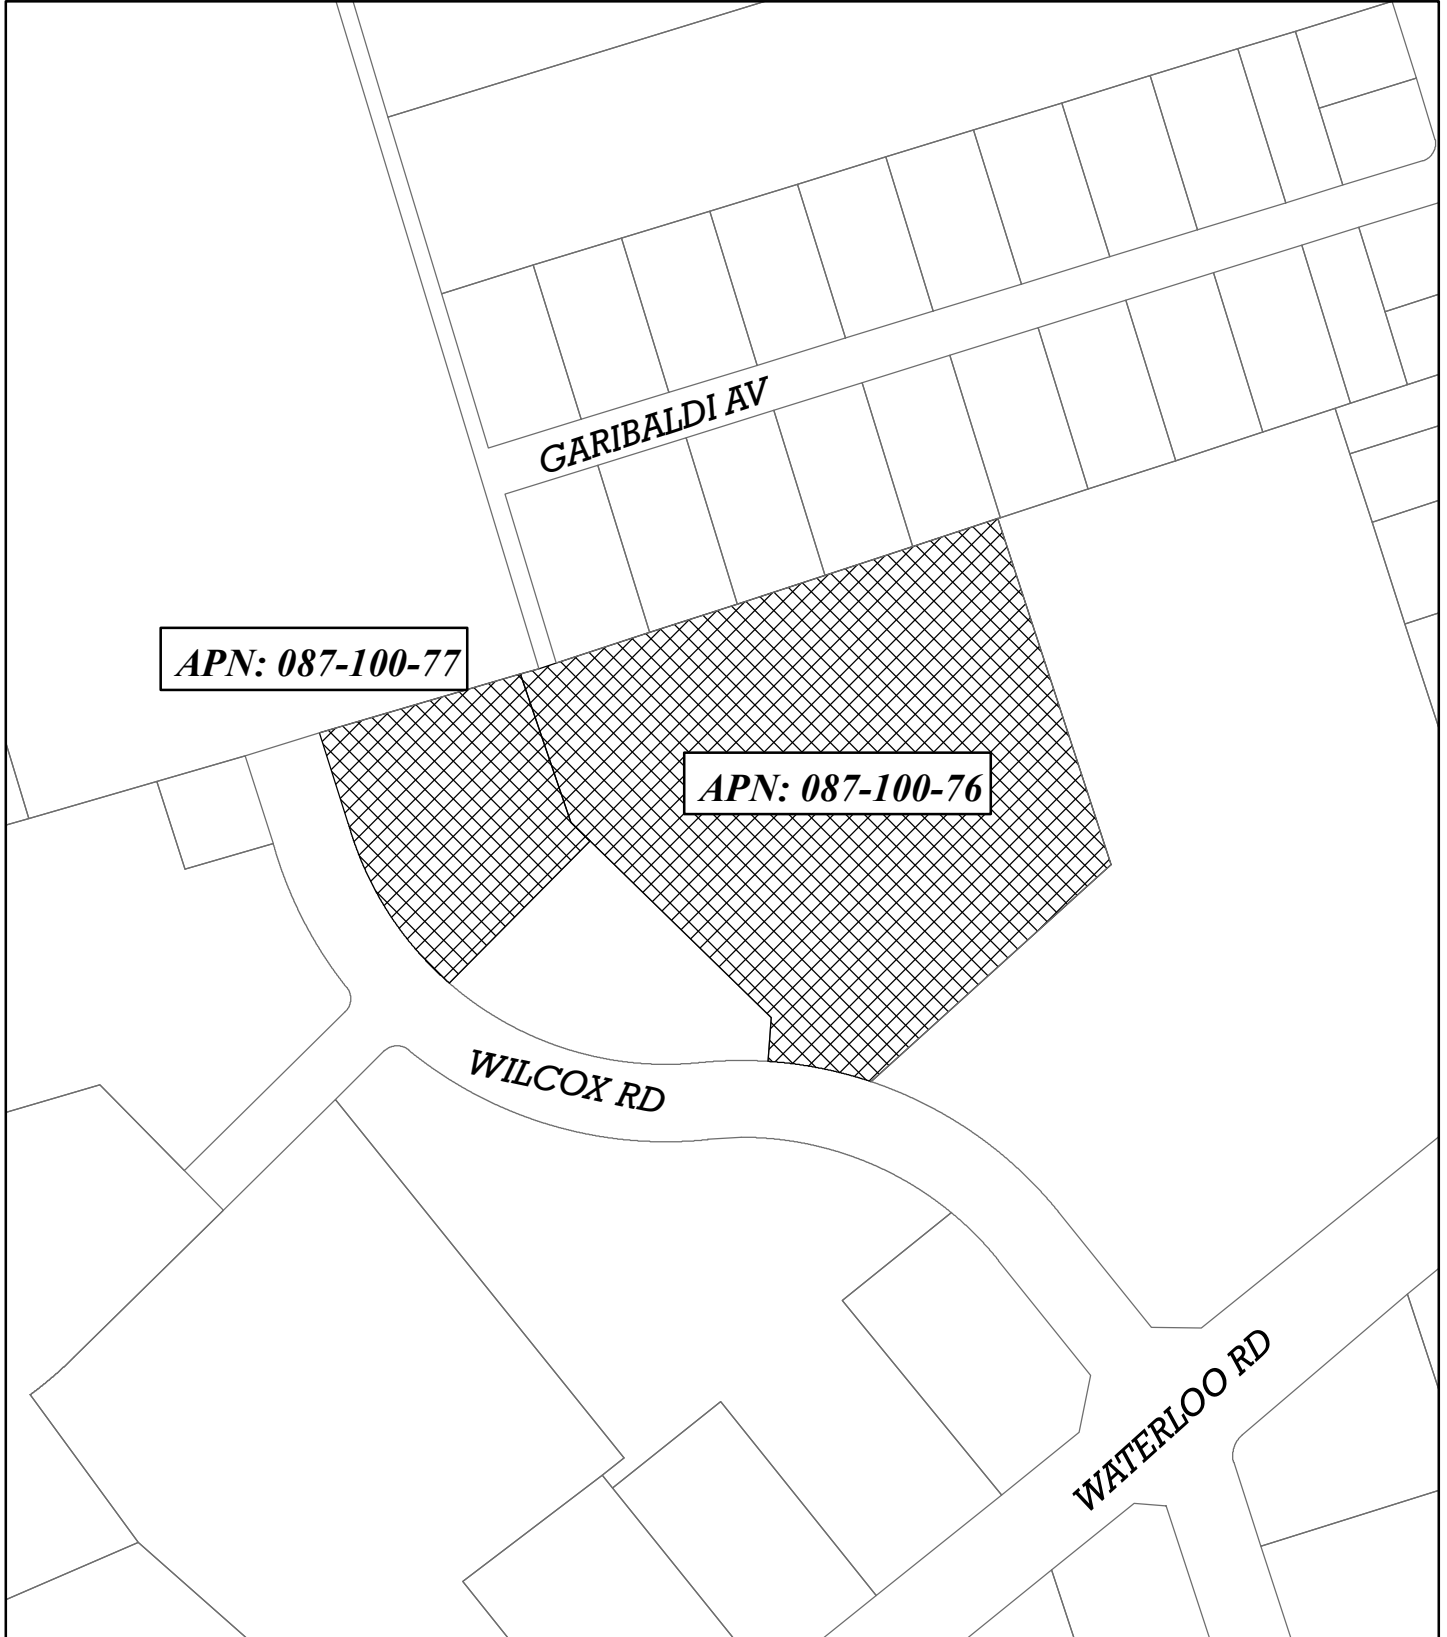 GARIBALDI AV
APN: 087-100-77
APN: 087-100-76
WILCOX RD
WATERLOO RD